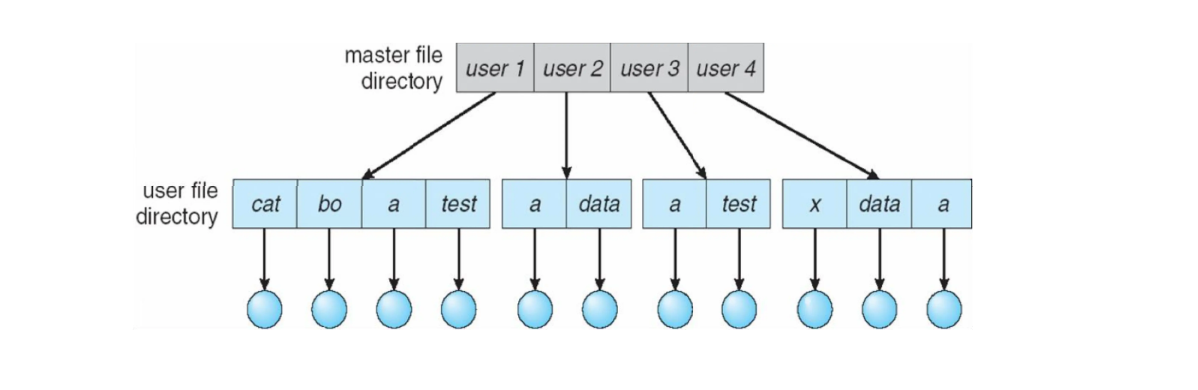 master file
directory
user 1 user 2 user 3 user 4
user file
directory
cat bo a test a data a test x data a